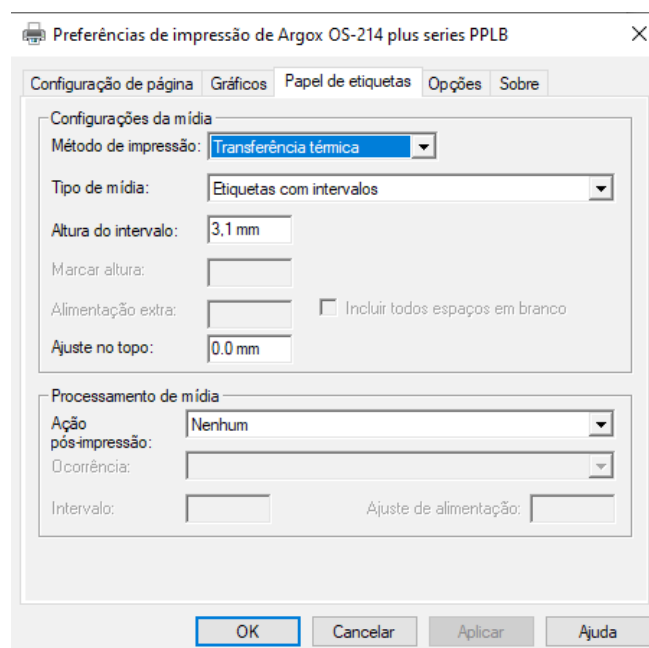 Preferências de impressão de Argox OS-214 plus series PPLB
Configuração de página Gráficos Papel de etiquetas Opções Sobre
Configurações da mídia
Método de impressão: Transferência térmica
Tipo de mídia: Etiquetas com intervalos
Altura do intervalo: 3,1 mm
Marcar altura:
Alimentação extra: Incluir todos espaços em branco
Ajuste no topo: 0.0 mm
Processamento de mídia
Ação pós-impressão: Nenhum
Ocorrência:
Intervalo: Ajuste de alimentação:
OK Cancelar Aplicar Ajuda